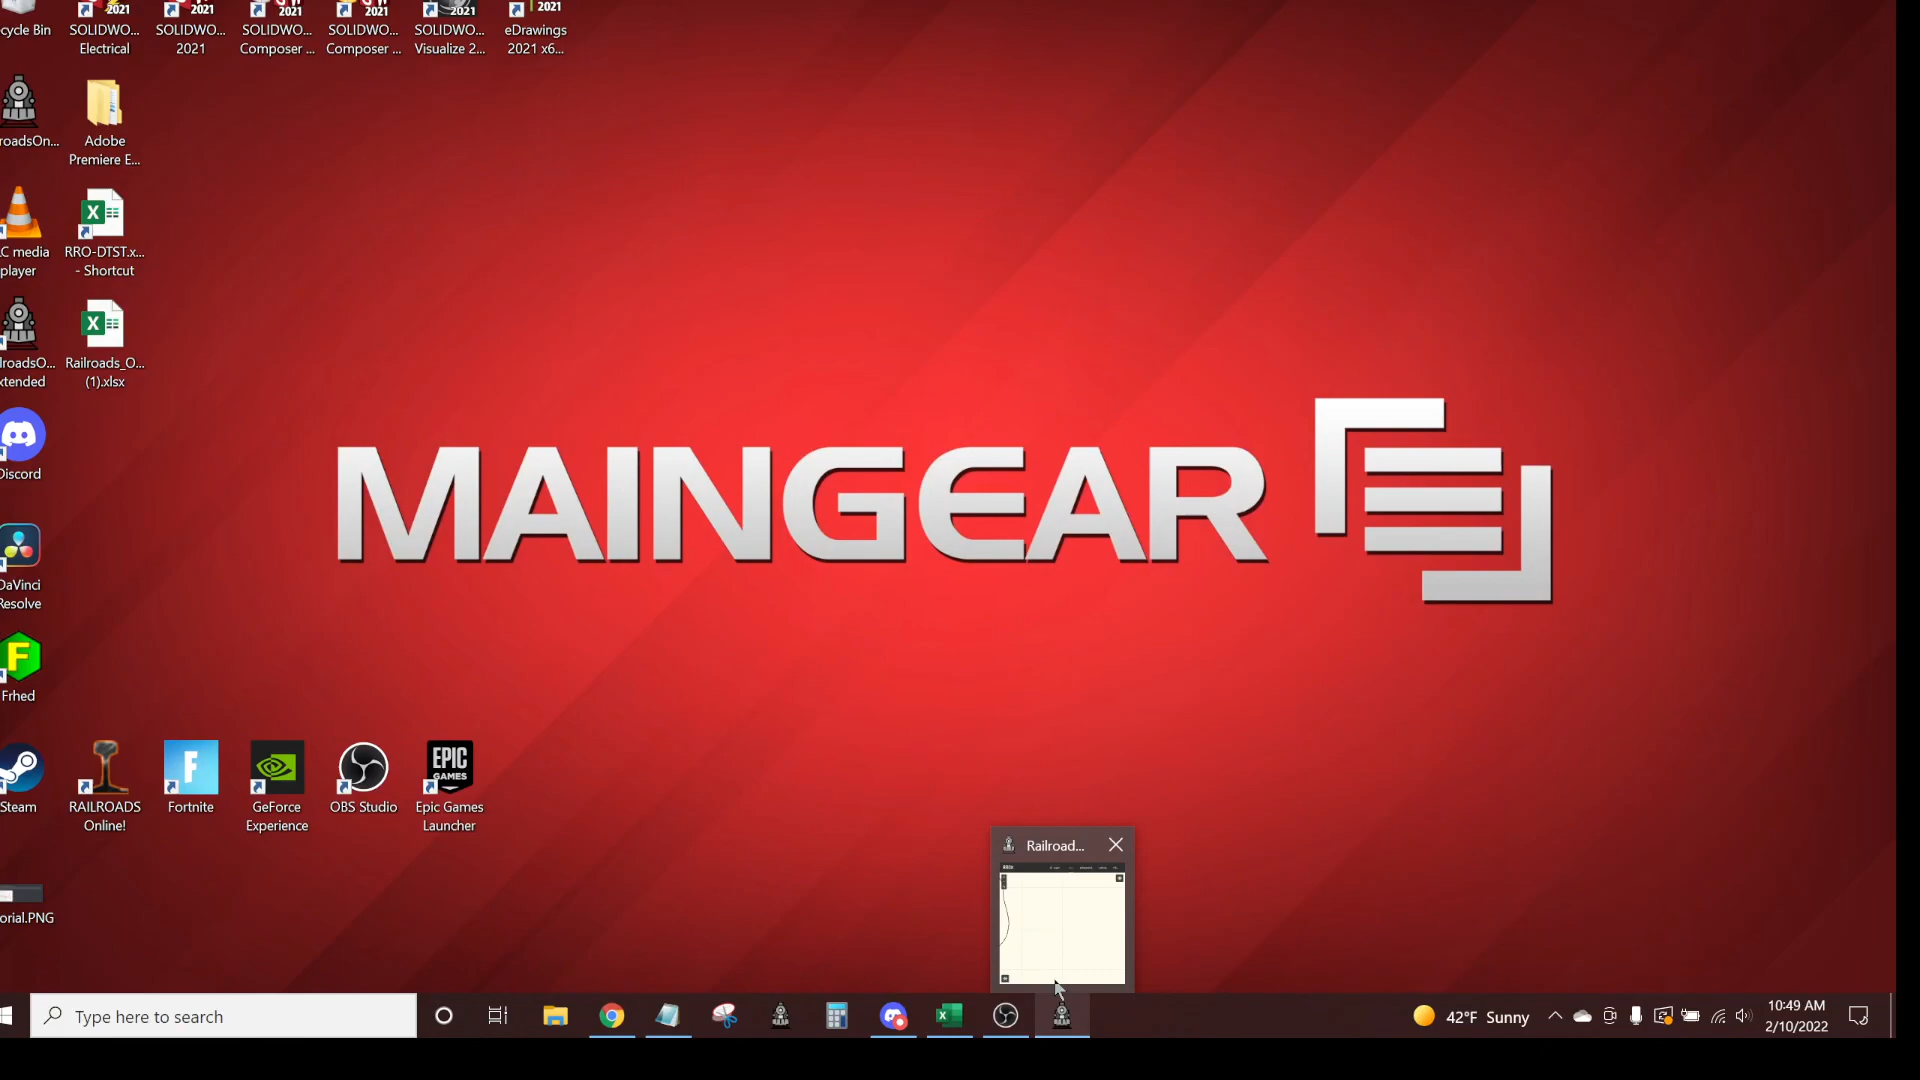 2021 2021 GW 2021 GW 2021 2021 2021
cycle Bin SOLIDWO... SOLIDWO... SOLIDWO... SOLIDWO... SOLIDWO... eDrawings
Electrical 2021 Composer ... Composer ... Visualize 2... 2021 x6...
roadsOn... Adobe
Premiere E...
C media RRO-DTST.x...
player - Shortcut
roadsO... Railroads_O...
xtended (1).xlsx
Discord
DaVinci
Resolve
F
Frhed
MAINGEAR
F EPIC
GAMES
Steam RAILROADS Fortnite GeForce OBS Studio Epic Games
Online! Experience Launcher
orial.PNG
Railroad...
Type here to search
42°F Sunny
10:49 AM
2/10/2022